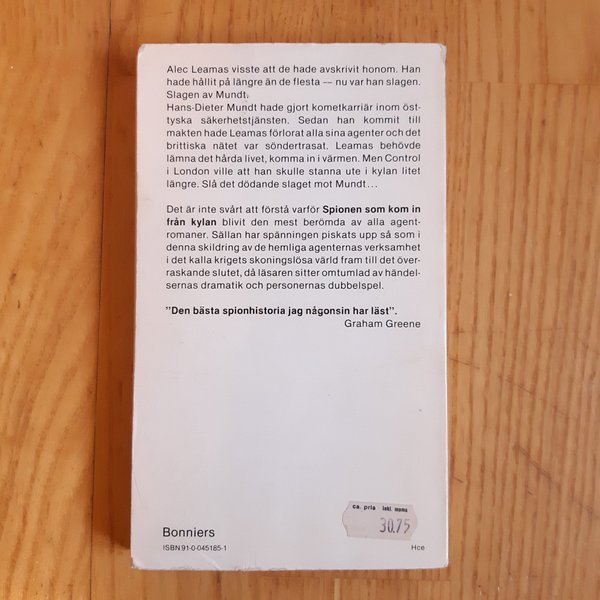 Alec Leamas visste att de hade avskrivit honom. Han
hade hållit på längre än de flesta — nu var han slagen.
Slagen av Mundt.
Hans-Dieter Mundt hade gjort kometkarriär inom öst-
tyska säkerhetstjänsten. Sedan han kommit till
makten hade Leamas förlorat alla sina agenter och det
brittiska nätet var söndertrasat. Leamas behövde
lämna det hårda livet, komma in i värmen. Men Control
i London ville att han skulle stanna ute i kylan litet
längre. Slå det dödande slaget mot Mundt...
Det är inte svårt att förstå varför Spionen som kom in
från kylan blivit den mest berömda av alla agent-
romaner. Sällan har spänningen piskats upp så som i
denna skildring av de hemliga agenternas verksamhet
i det kalla krigets skoningslösa värld fram till det över-
raskande slutet, då läsaren sitter omtumlad av händel-
sernas dramatik och personernas dubbelspel.
"Den bästa spionhistoria jag någonsin har läst".
Graham Greene
ca. pris inkl. moms
30.75
Bonniers
ISBN 91-0-045185-1
Hce